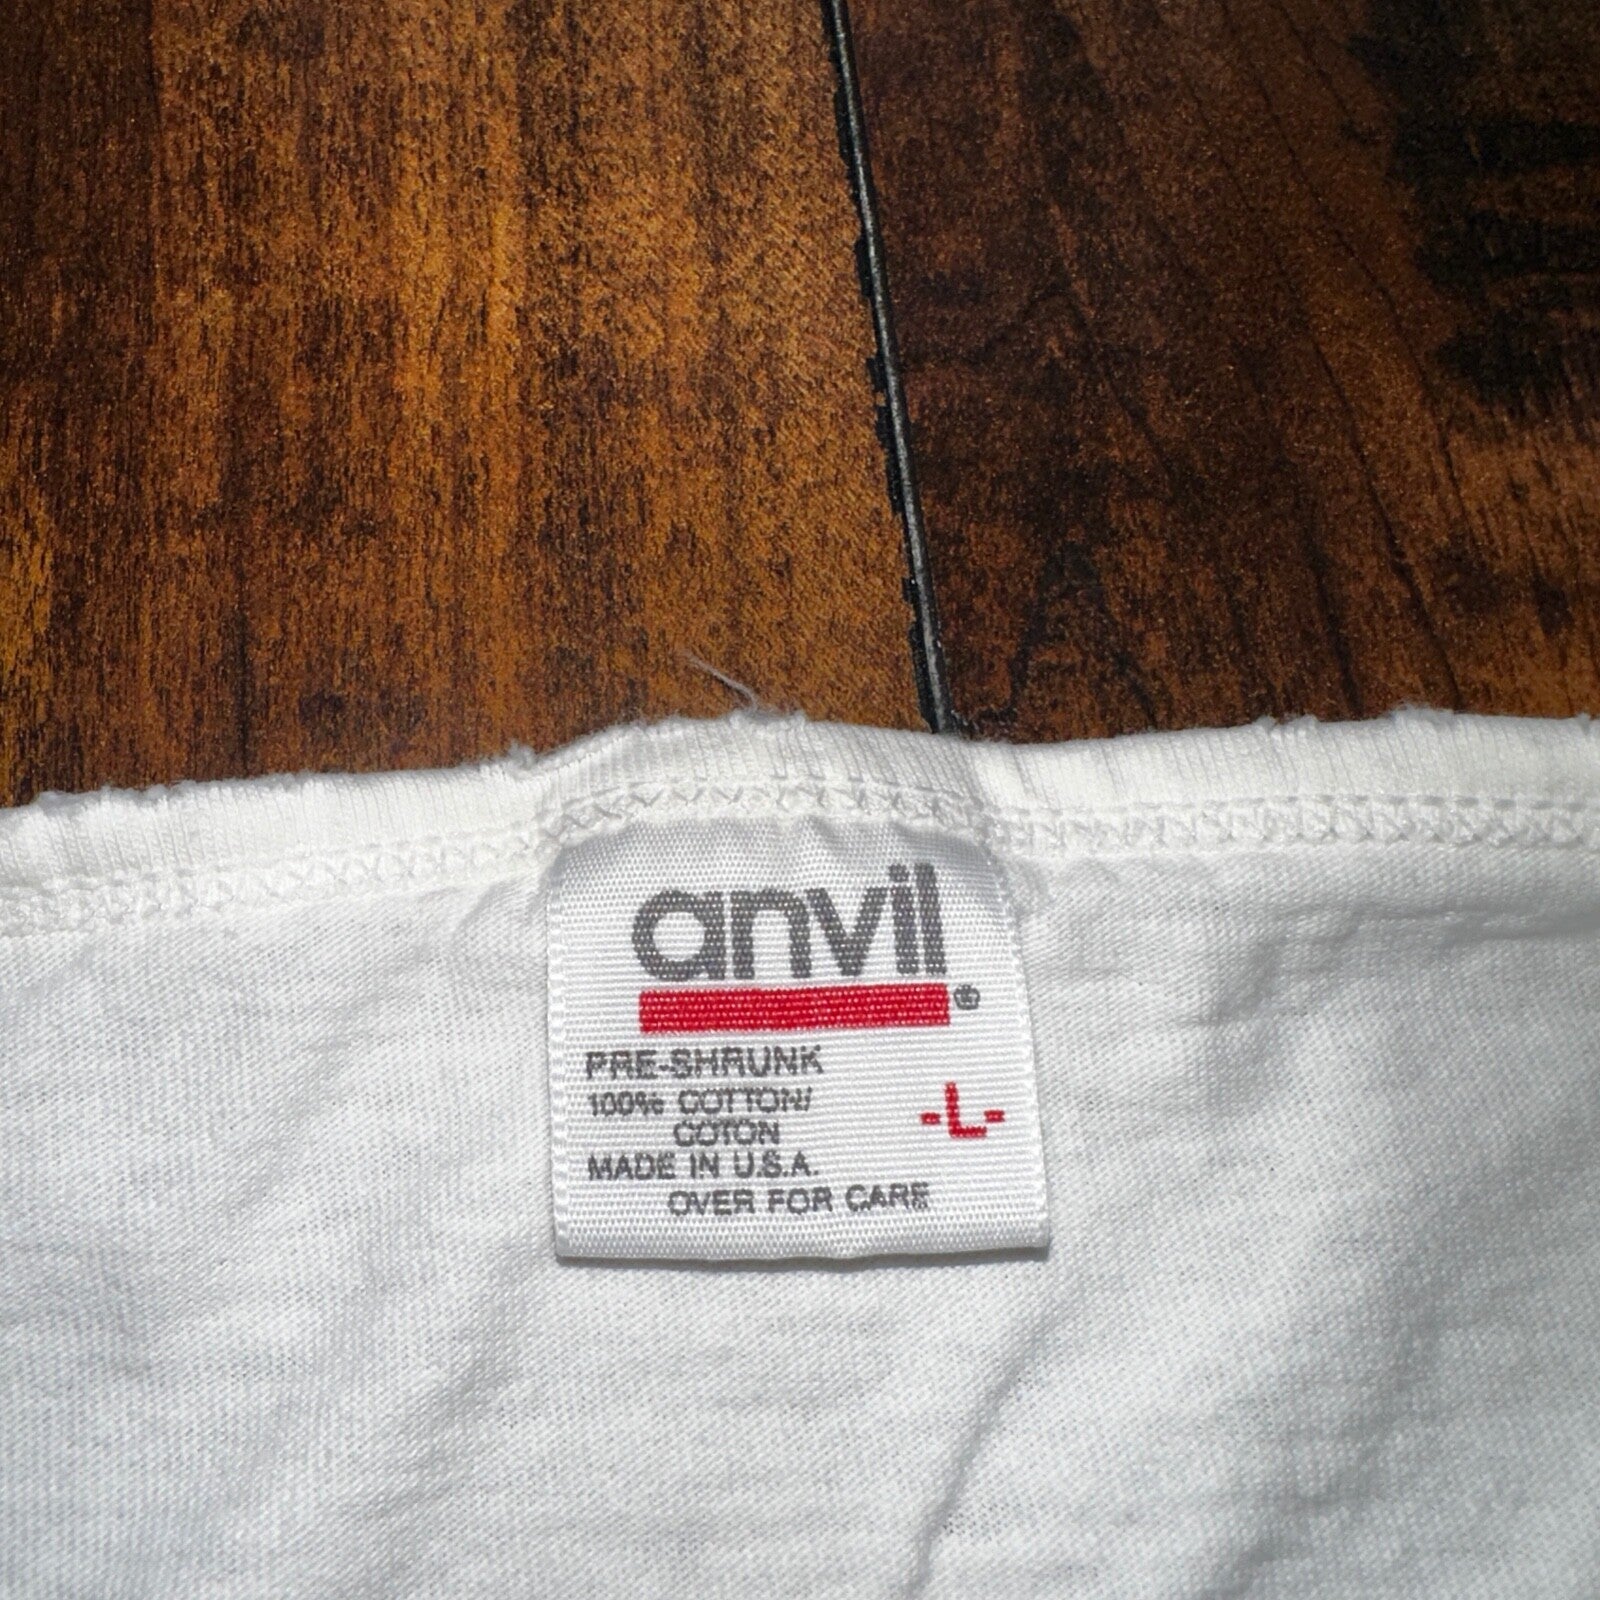 anvil
®
PRE-SHRUNK
100% COTTON/
COTON
-L-
MADE IN U.S.A.
OVER FOR CARE